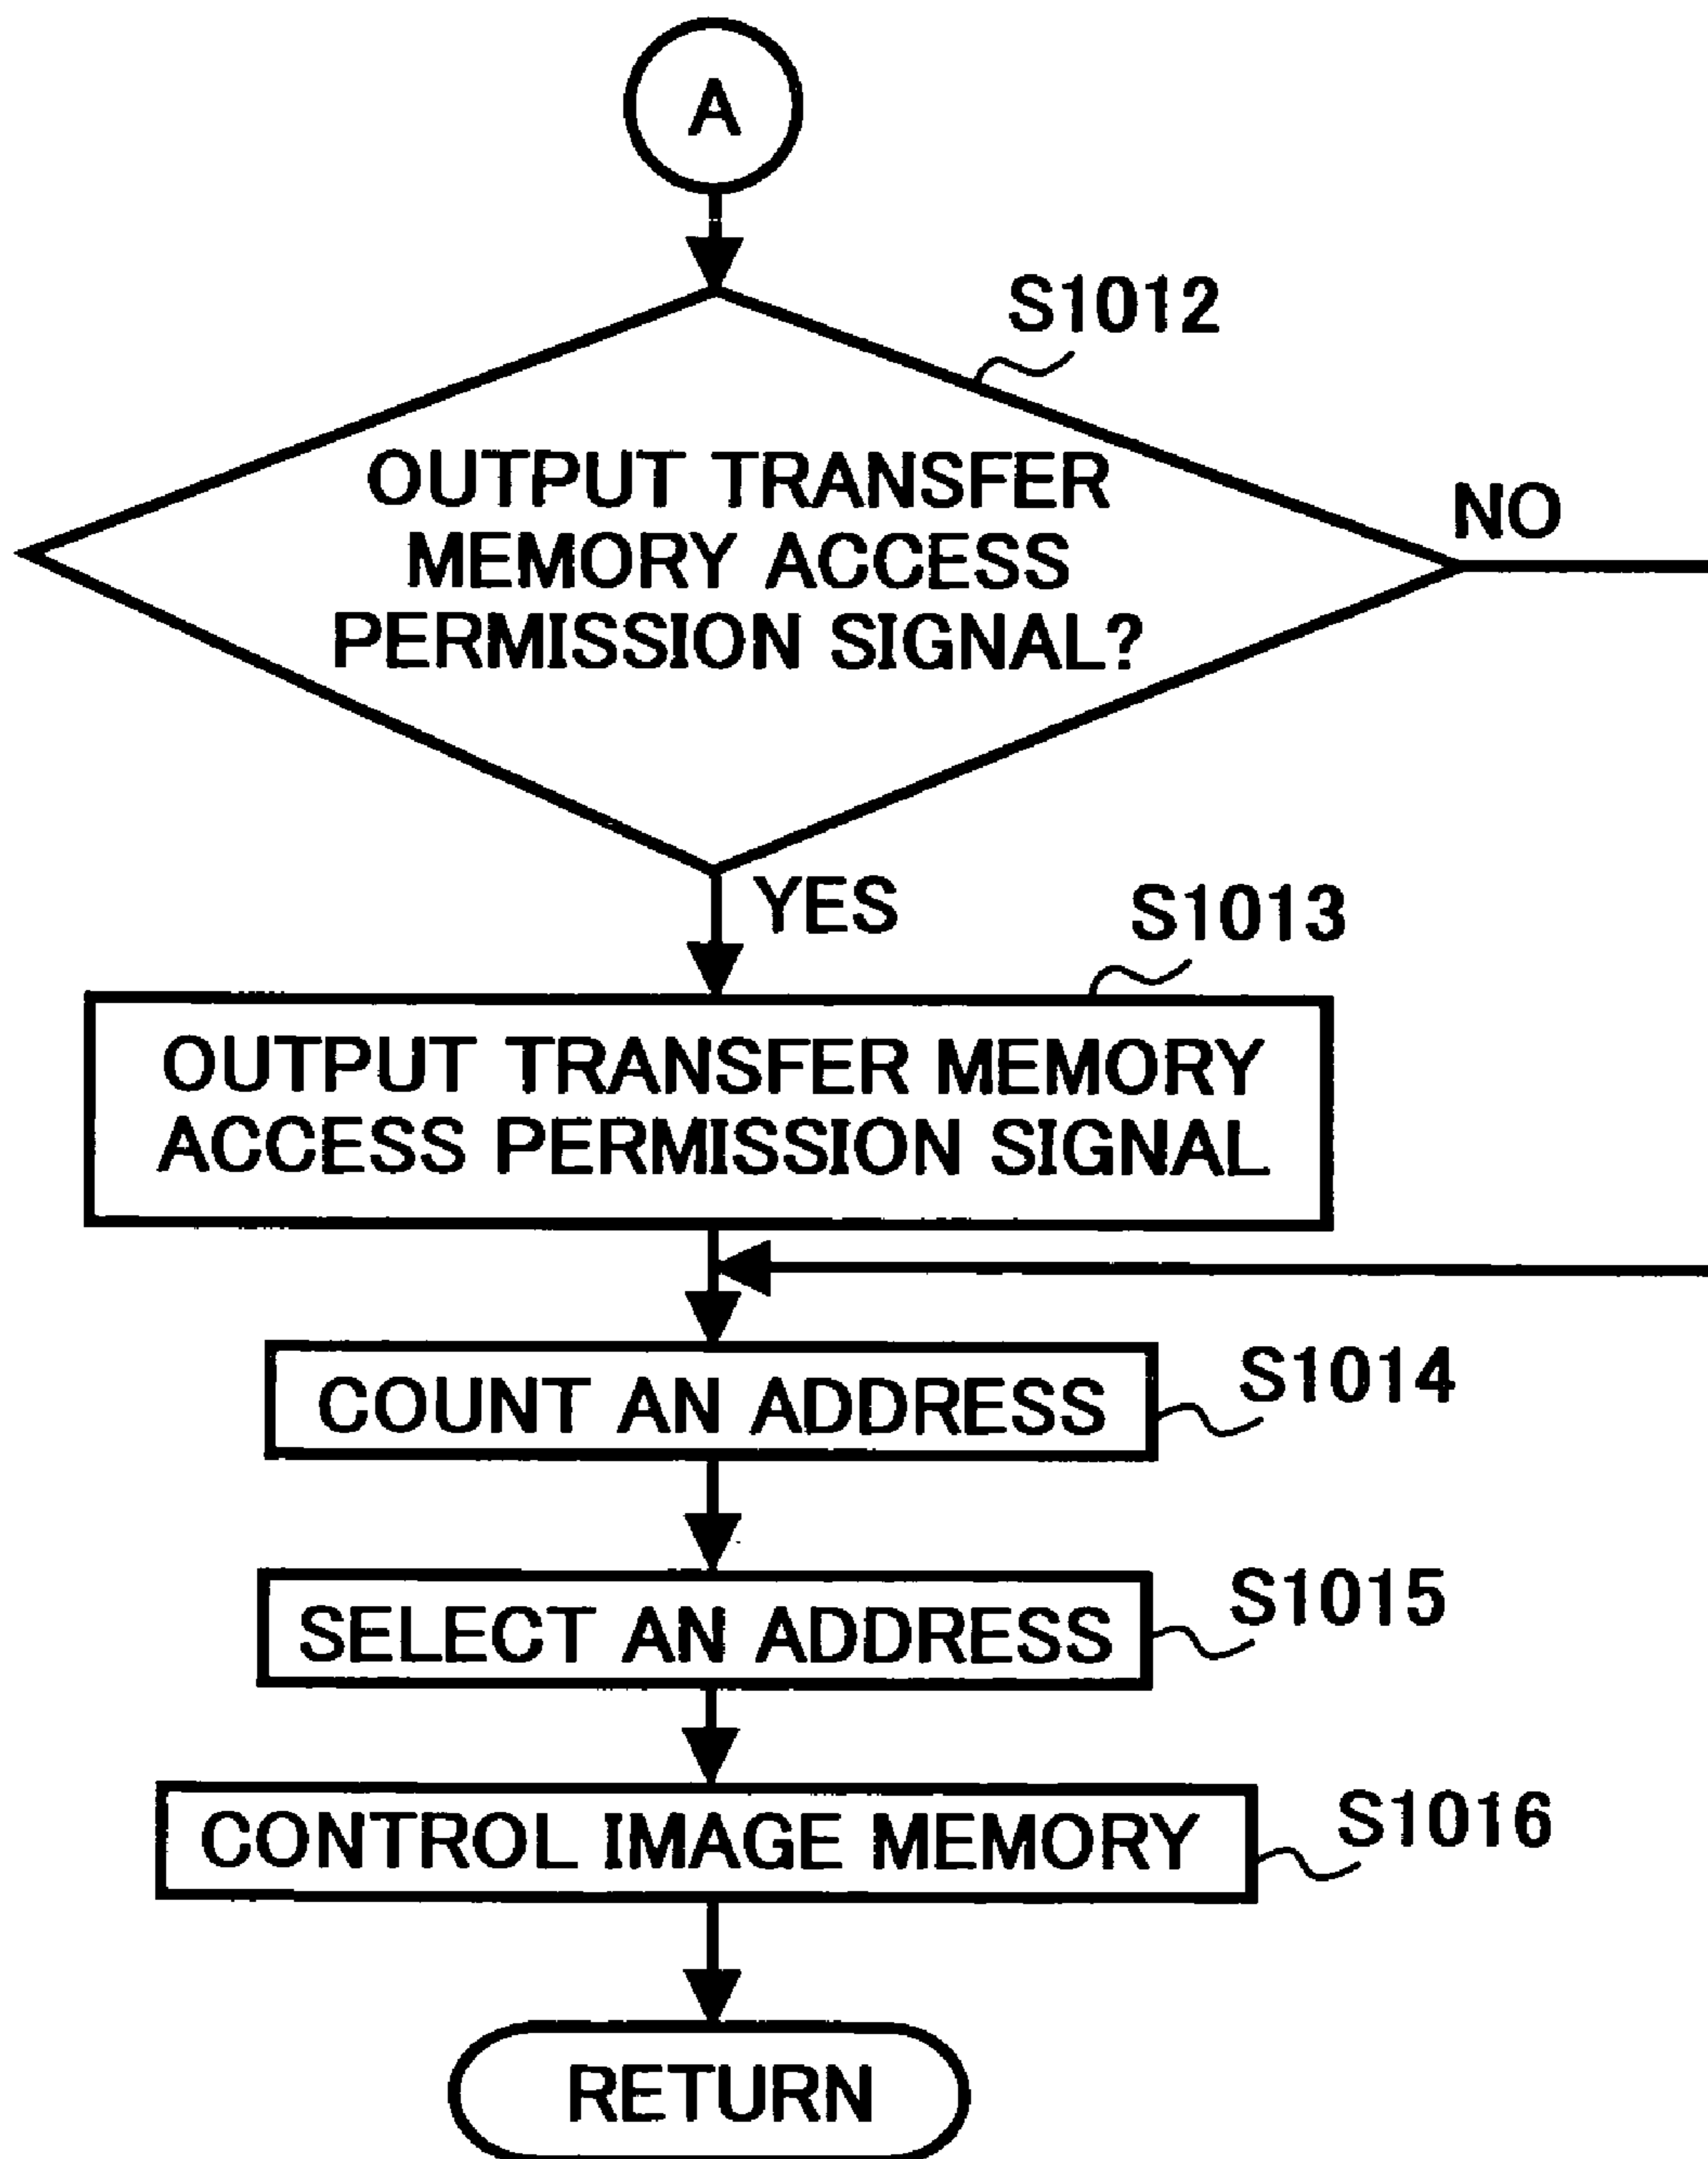 A
S1012
OUTPUT TRANSFER
MEMORY ACCESS
PERMISSION SIGNAL?
NO
YES
S1013
OUTPUT TRANSFER MEMORY
ACCESS PERMISSION SIGNAL
COUNT AN ADDRESS
S1014
SELECT AN ADDRESS
S1015
CONTROL IMAGE MEMORY
S1016
RETURN